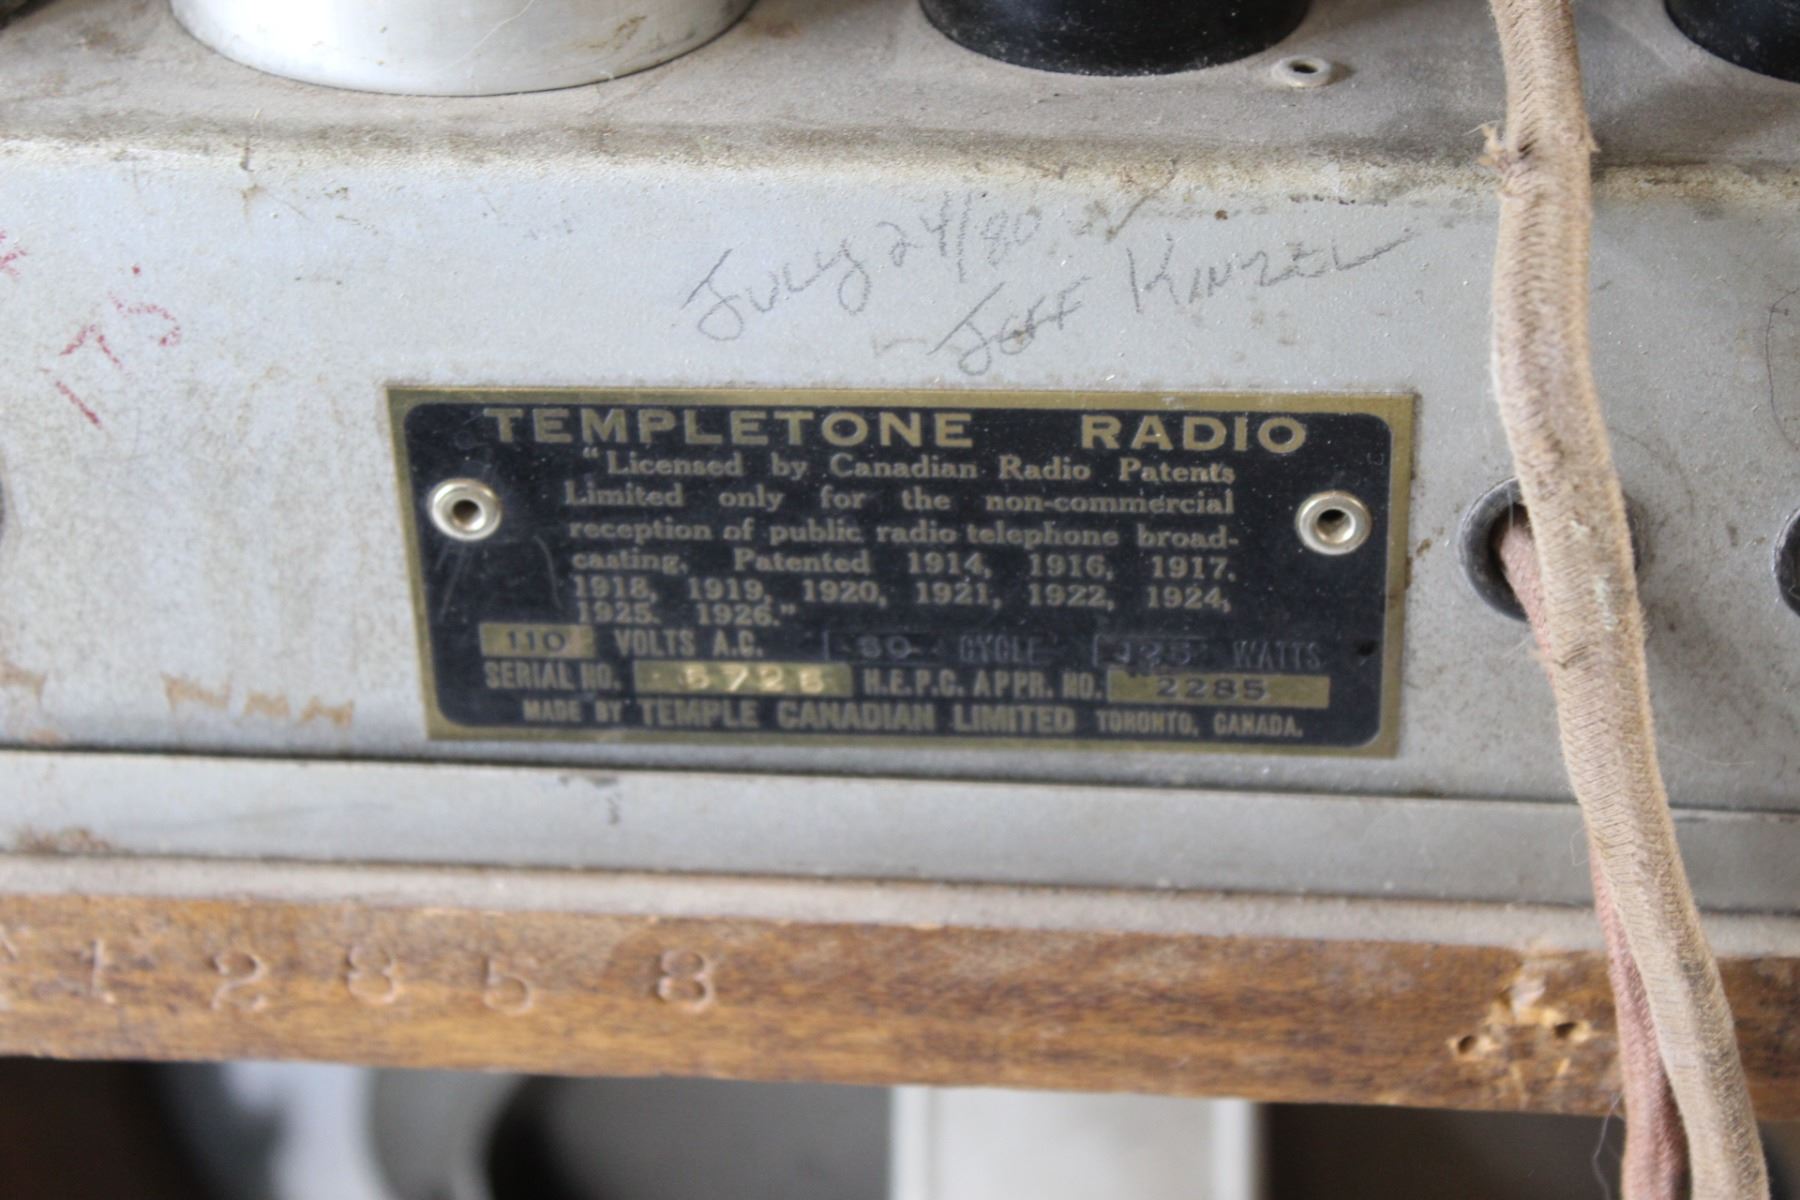 July 24/80
Jeff Kinzel
175
TEMPLETONE RADIO
"Licensed by Canadian Radio Patents
Limited only for the non-commercial
reception of public radio telephone broad-
casting. Patented 1914, 1916, 1917,
1918, 1919, 1920, 1921, 1922, 1924,
1925. 1926."
110 VOLTS A.C. CYCLE WATTS
SERIAL NO. H.E.P.C. APPR. NO. 2285
MADE BY TEMPLE CANADIAN LIMITED TORONTO, CANADA.
2 8 5 8